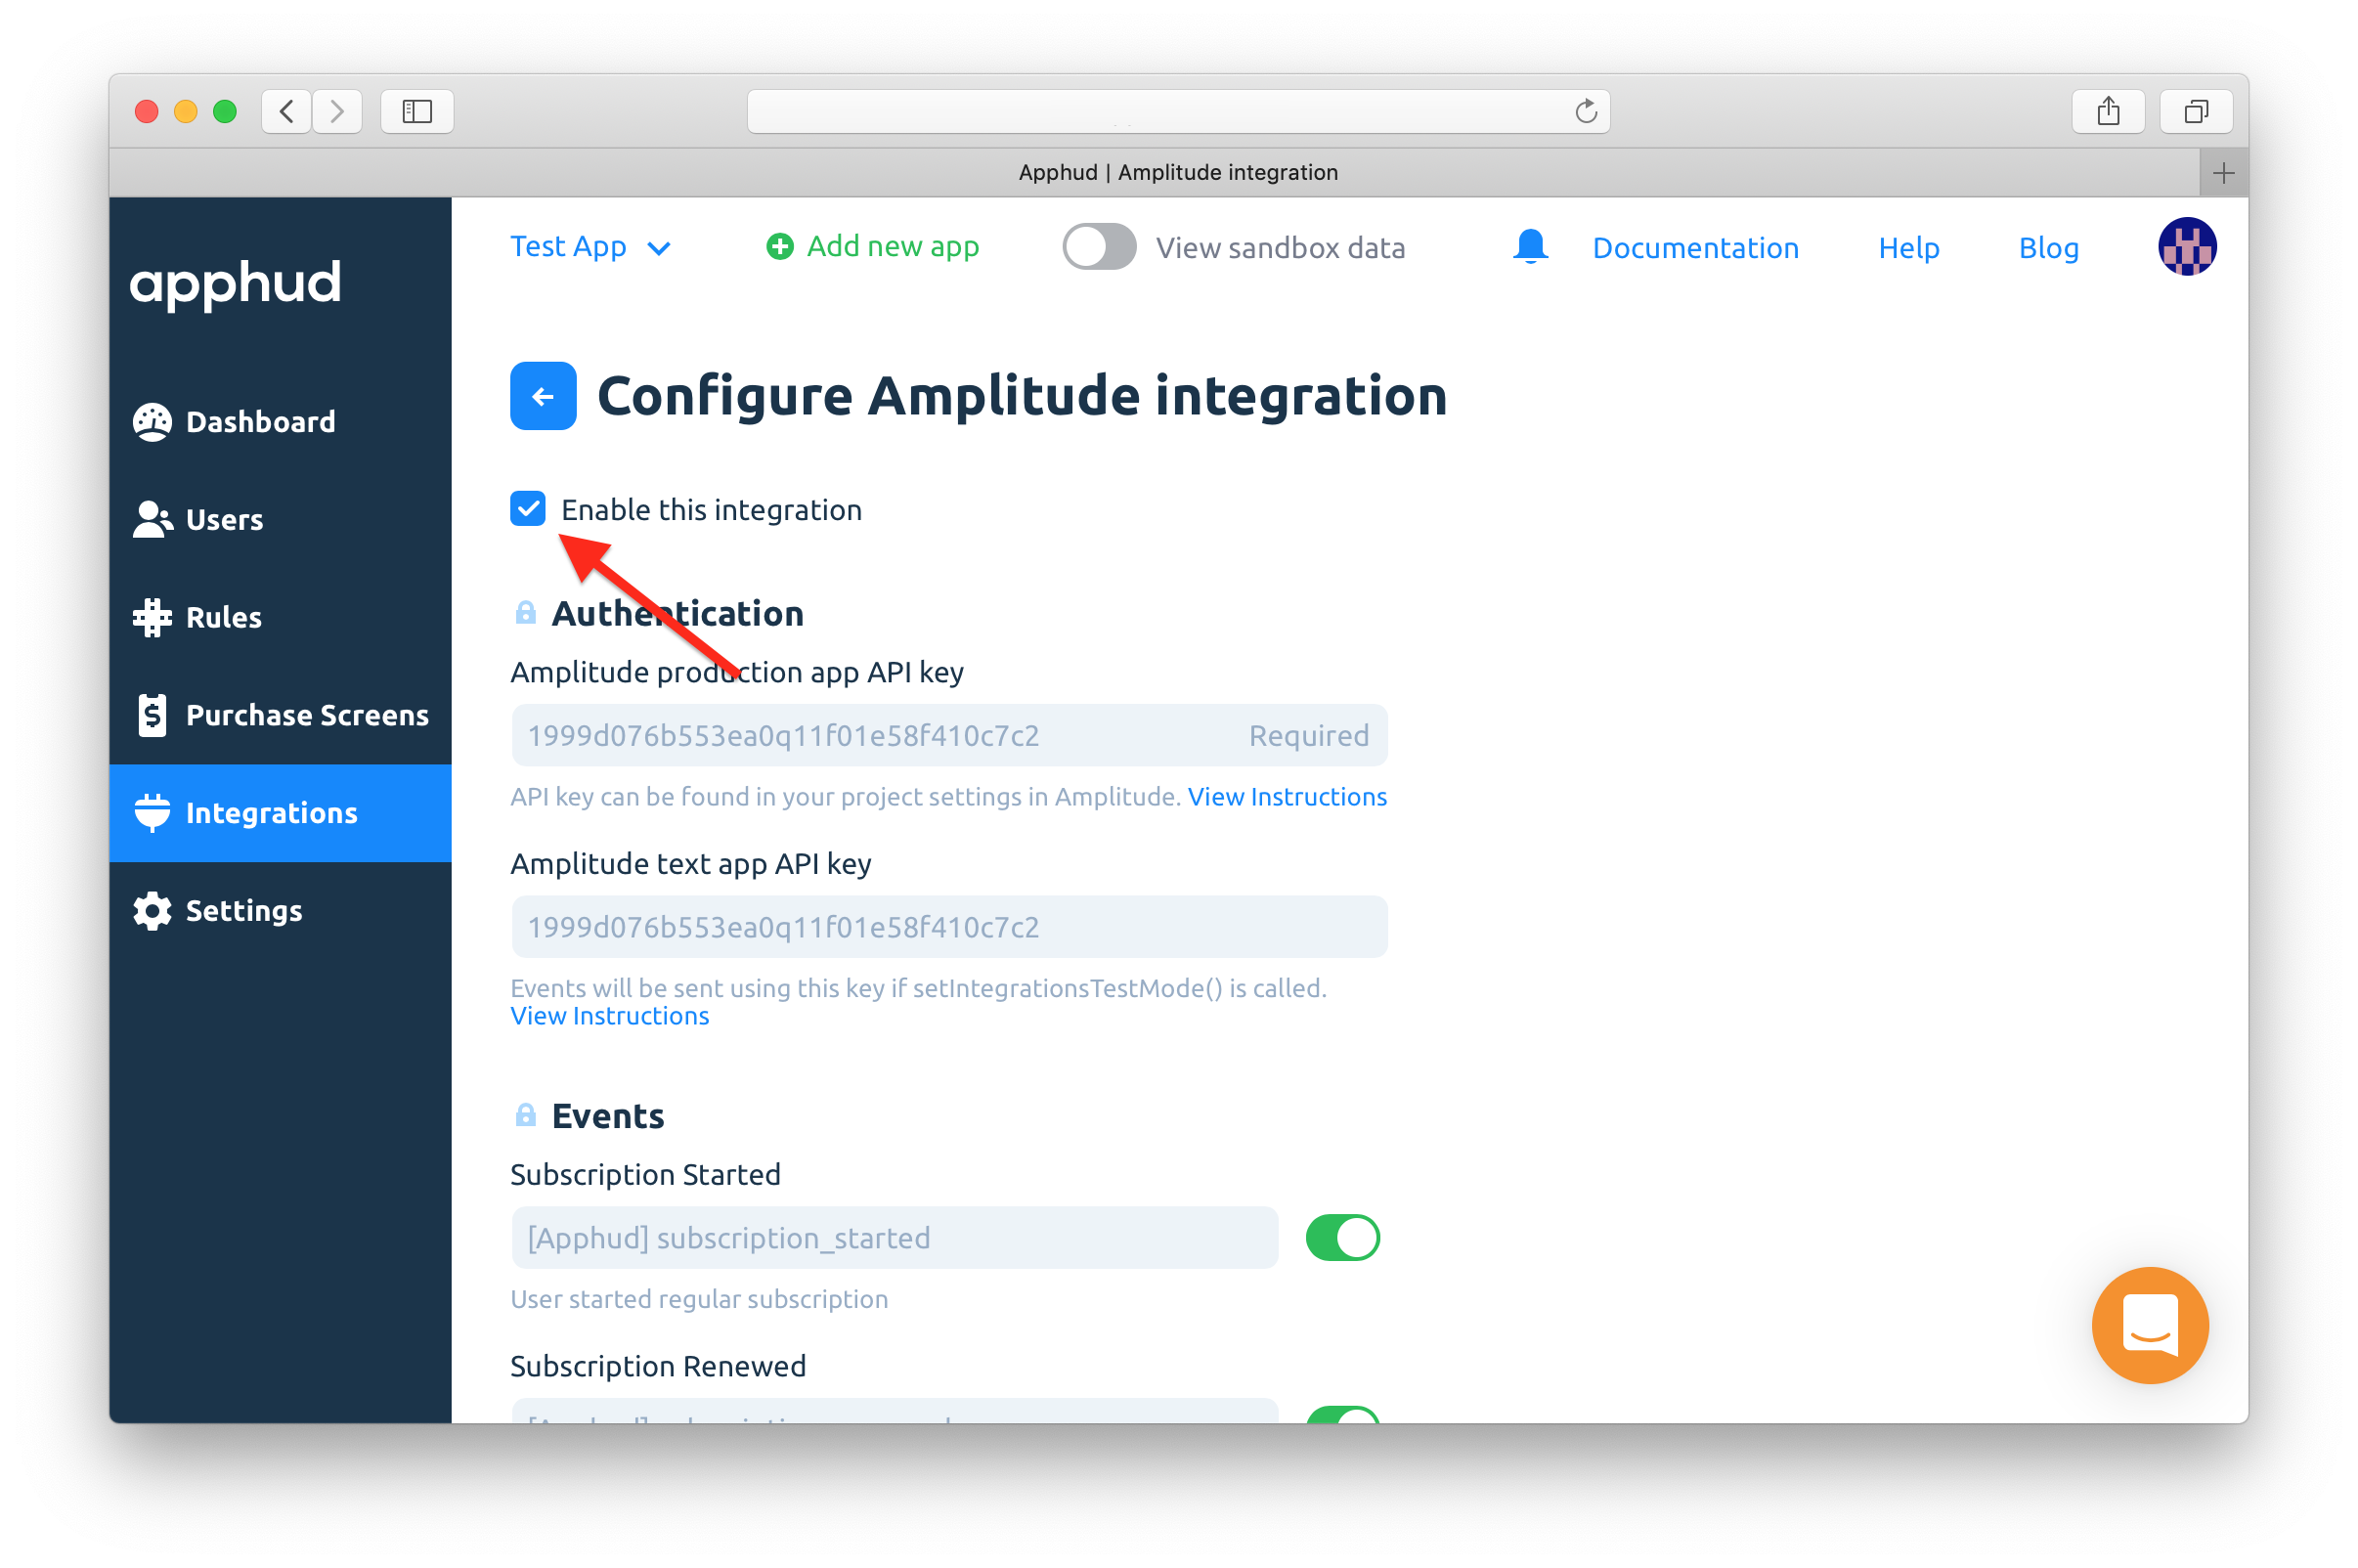 Apphud | Amplitude integration
apphud
Test App
Add new app
View sandbox data
Documentation
Help
Blog
Dashboard
Users
Rules
Purchase Screens
Integrations
Settings
Configure Amplitude integration
Enable this integration
Authentication
Amplitude production app API key
1999d076b553ea0q11f01e58f410c7c2 Required
API key can be found in your project settings in Amplitude. View Instructions
Amplitude text app API key
1999d076b553ea0q11f01e58f410c7c2
Events will be sent using this key if setIntegrationsTestMode() is called.
View Instructions
Events
Subscription Started
[Apphud] subscription_started
User started regular subscription
Subscription Renewed